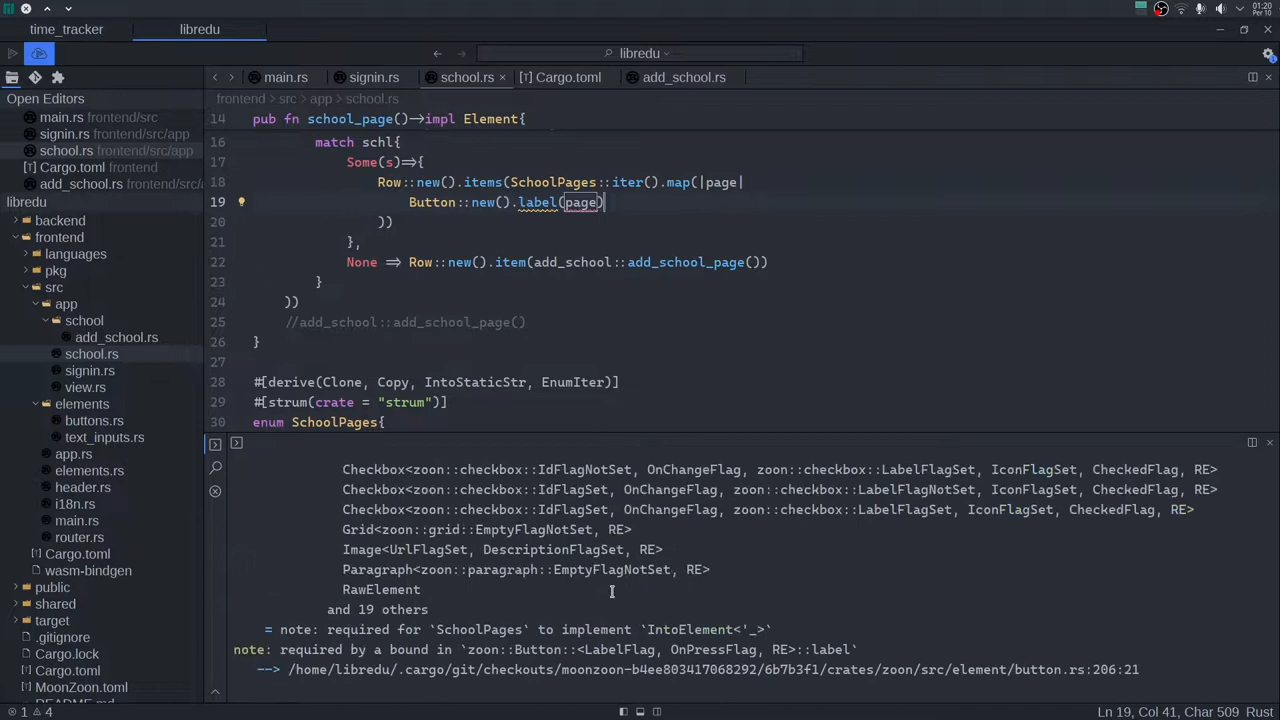 01:20
Per 10
time_tracker
libredu
libredu
main.rs
signin.rs
school.rs
Cargo.toml
add_school.rs
Open Editors
main.rs frontend/src
signin.rs frontend/src/app
school.rs frontend/src/app
Cargo.toml frontend
add_school.rs frontend/src/a
libredu
backend
frontend
languages
pkg
src
app
school
add_school.rs
school.rs
signin.rs
view.rs
elements
buttons.rs
text_inputs.rs
app.rs
elements.rs
header.rs
i18n.rs
main.rs
router.rs
Cargo.toml
wasm-bindgen
public
shared
target
.gitignore
Cargo.lock
Cargo.toml
MoonZoon.toml
README.md
frontend > src > app > school.rs
14 pub fn school_page()->impl Element{
16 match schl{
17 Some(s)=>{
18 Row::new().items(SchoolPages::iter().map(|page|
19 Button::new().label(page)
20 ))
21 },
22 None => Row::new().item(add_school::add_school_page())
23 }
24 ))
25 //add_school::add_school_page()
26 }
27
28 #[derive(Clone, Copy, IntoStaticStr, EnumIter)]
29 #[strum(crate = "strum")]
30 enum SchoolPages{
Checkbox<zoon::checkbox::IdFlagNotSet, OnChangeFlag, zoon::checkbox::LabelFlagSet, IconFlagSet, CheckedFlag, RE>
Checkbox<zoon::checkbox::IdFlagSet, OnChangeFlag, zoon::checkbox::LabelFlagNotSet, IconFlagSet, CheckedFlag, RE>
Checkbox<zoon::checkbox::IdFlagSet, OnChangeFlag, zoon::checkbox::LabelFlagSet, IconFlagSet, CheckedFlag, RE>
Grid<zoon::grid::EmptyFlagNotSet, RE>
Image<UrlFlagSet, DescriptionFlagSet, RE>
Paragraph<zoon::paragraph::EmptyFlagNotSet, RE>
RawElement
and 19 others
= note: required for `SchoolPages` to implement `IntoElement<'_>`
note: required by a bound in `zoon::Button::<LabelFlag, OnPressFlag, RE>::label`
--> /home/libredu/.cargo/git/checkouts/moonzoon-b4ee803417068292/6b7b3f1/crates/zoon/src/element/button.rs:206:21
1 4
Ln 19, Col 41, Char 509 Rust